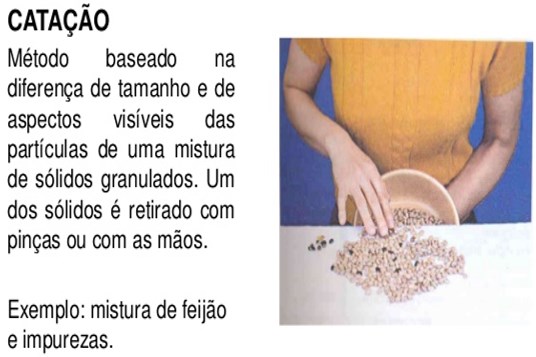 CATAÇÃO
Método baseado na
diferença de tamanho e de
aspectos visíveis das
partículas de uma mistura
de sólidos granulados. Um
dos sólidos é retirado com
pinças ou com as mãos.
Exemplo: mistura de feijão
e impurezas.